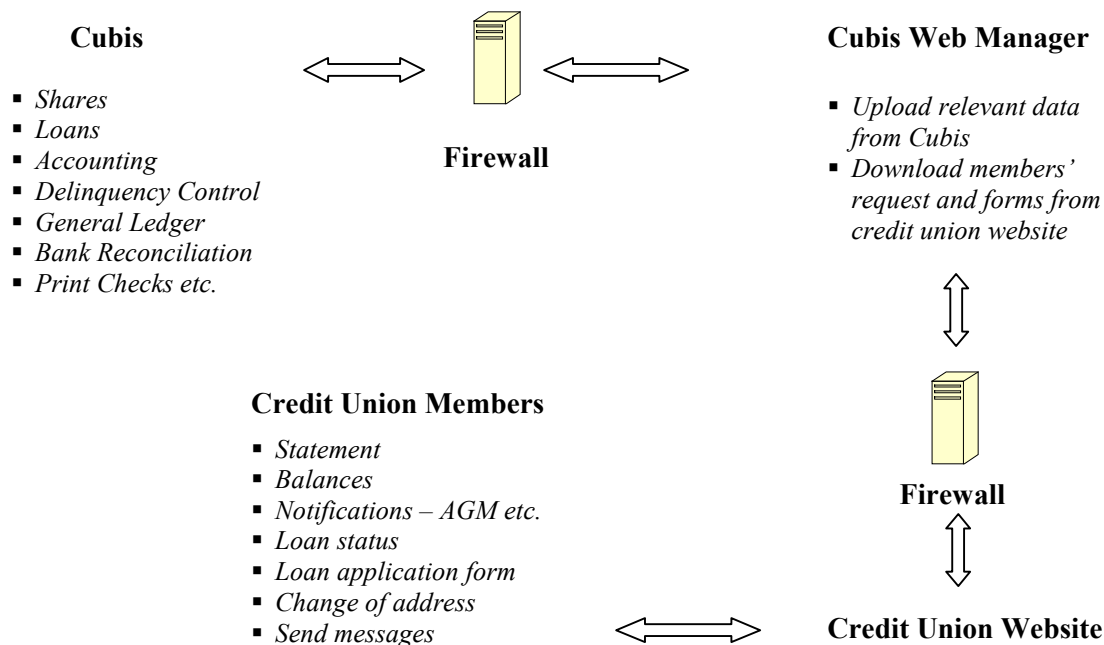 Cubis
▪ Shares
▪ Loans
▪ Accounting
▪ Delinquency Control
▪ General Ledger
▪ Bank Reconciliation
▪ Print Checks etc.
Firewall
Cubis Web Manager
▪ Upload relevant data
from Cubis
▪ Download members’
request and forms from
credit union website
Firewall
Credit Union Members
▪ Statement
▪ Balances
▪ Notifications – AGM etc.
▪ Loan status
▪ Loan application form
▪ Change of address
▪ Send messages
Credit Union Website